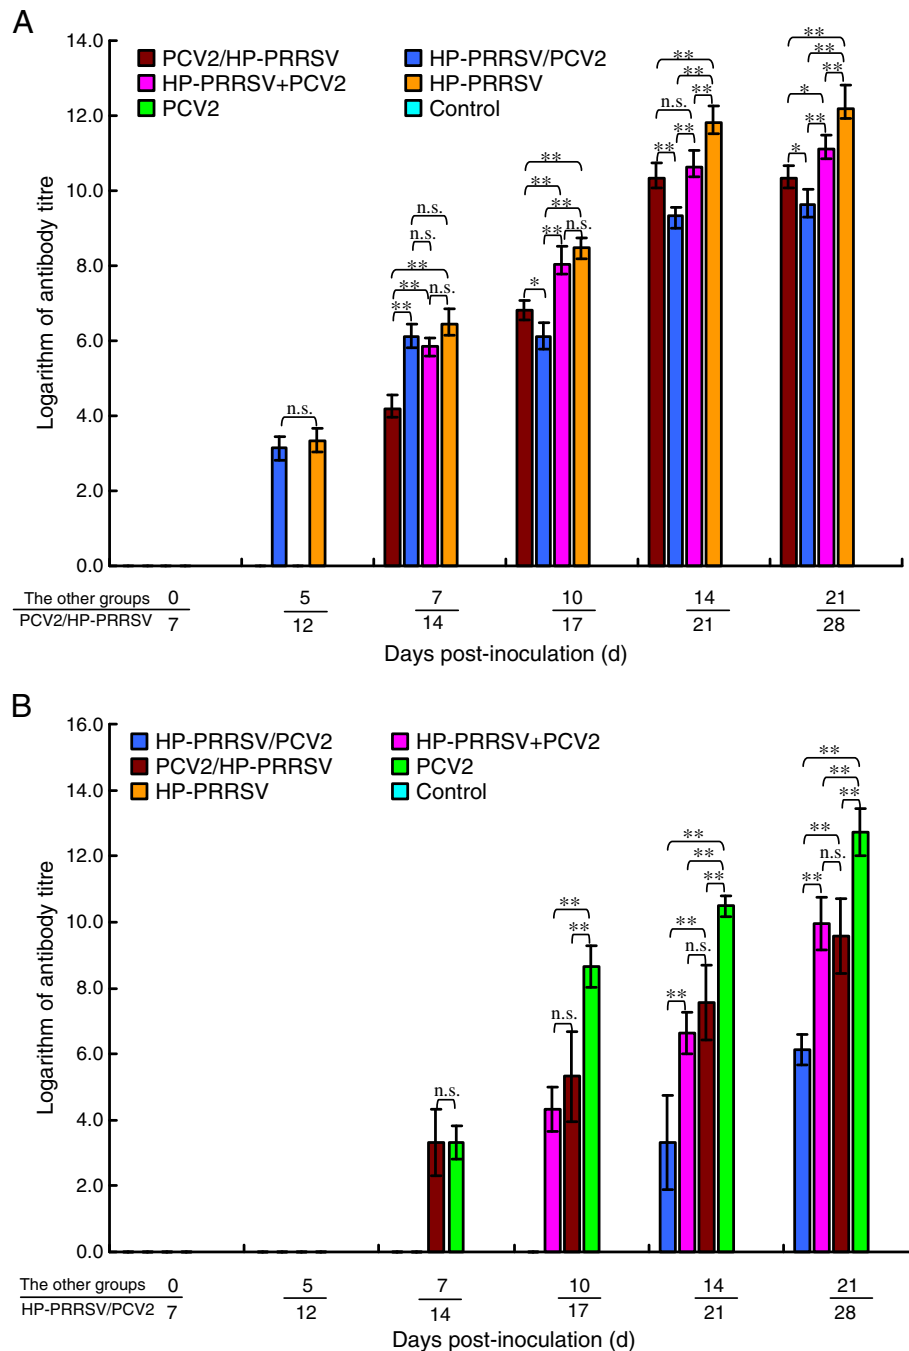 A
14.0
12.0
10.0
8.0
6.0
4.0
2.0
0.0
Logarithm of antibody titre
PCV2/HP-PRRSV
HP-PRRSV+PCV2
PCV2
HP-PRRSV/PCV2
HP-PRRSV
Control
n.s.
**
**
**
n.s.
n.s.
n.s.
*
**
**
**
**
n.s.
**
n.s.
**
**
**
**
*
*
**
**
**
**
The other groups 0 5 7 10 14 21
PCV2/HP-PRRSV 7 12 14 17 21 28
Days post-inoculation (d)
B
16.0
14.0
12.0
10.0
8.0
6.0
4.0
2.0
0.0
Logarithm of antibody titre
HP-PRRSV/PCV2
PCV2/HP-PRRSV
HP-PRRSV
HP-PRRSV+PCV2
PCV2
Control
n.s.
n.s.
**
**
**
n.s.
**
**
**
**
**
n.s.
**
**
**
**
The other groups 0 5 7 10 14 21
HP-PRRSV/PCV2 7 12 14 17 21 28
Days post-inoculation (d)